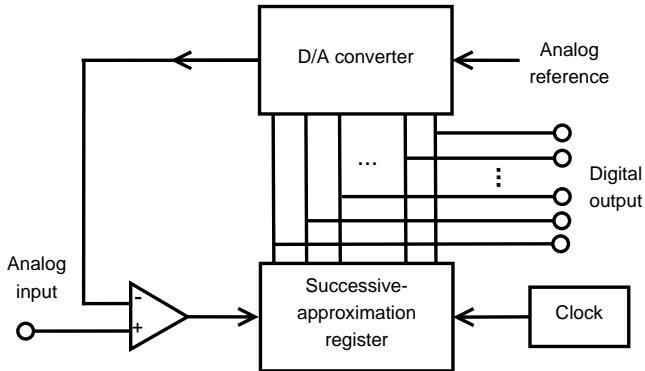 D/A converter
Analog
reference
...
...
Digital
output
Analog
input
-
+
Successive-
approximation
register
Clock